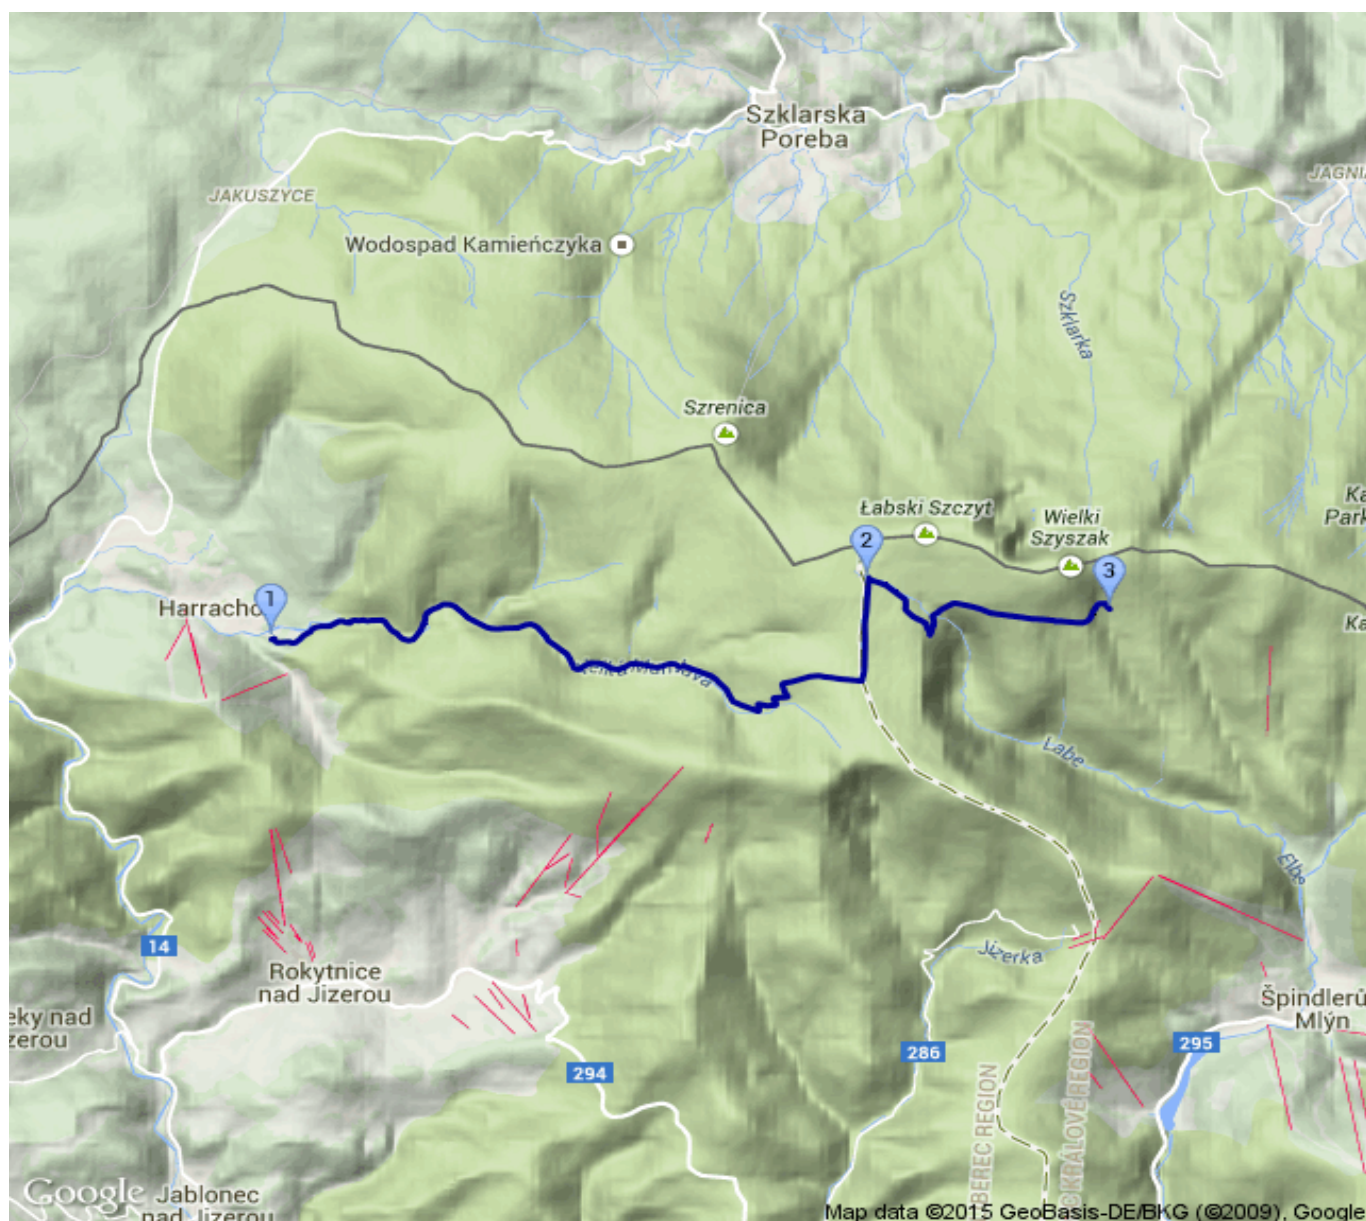 Szklarska
Poreba
JAKUSZYCE
JAGNIA
Wodospad Kamieńczyka
Szklarka
Szrenica
Łabski Szczyt
Wielki
Szyszak
Ka
Park
2
3
1
Harracho
Ka
Labe
Elbe
14
Jizerka
Rokytnice
nad Jizerou
Špindlerů
Mlýn
eky nad
zerou
295
286
294
BEREC REGION
KRÁLOVÉ REGION
Google
Jablonec
nad Jizerou
Map data ©2015 GeoBasis-DE/BKG (©2009), Google